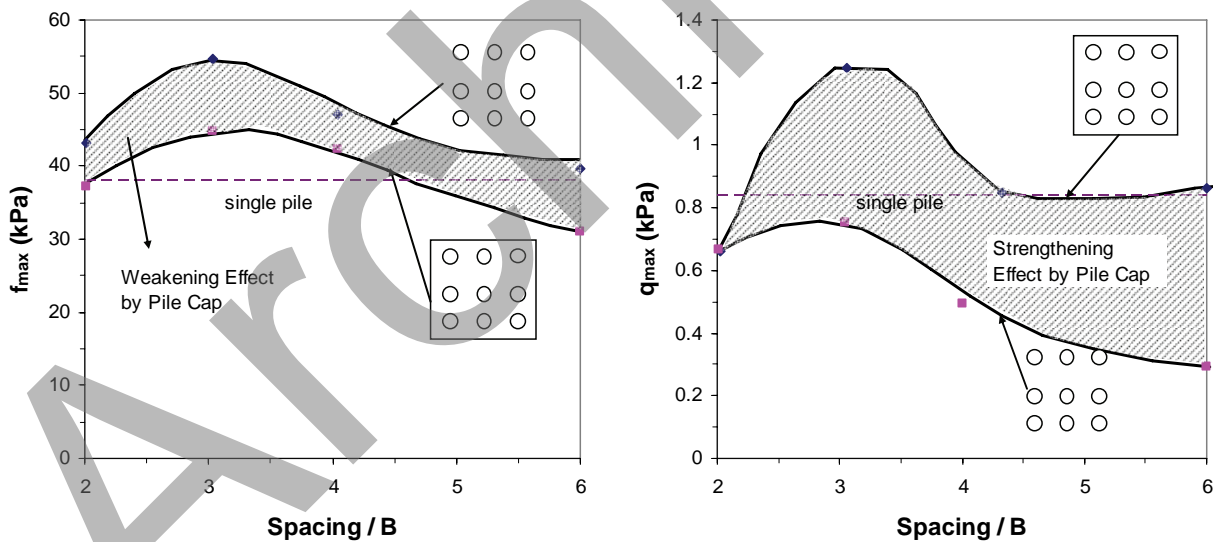 60
50
40
30
20
10
0
fmax (kPa)
single pile
Weakening Effect
by Pile Cap
2 3 4 5 6
Spacing / B
1.4
1.2
1
0.8
0.6
0.4
0.2
0
qmax (kPa)
single pile
Strengthening
Effect by Pile Cap
2 3 4 5 6
Spacing / B